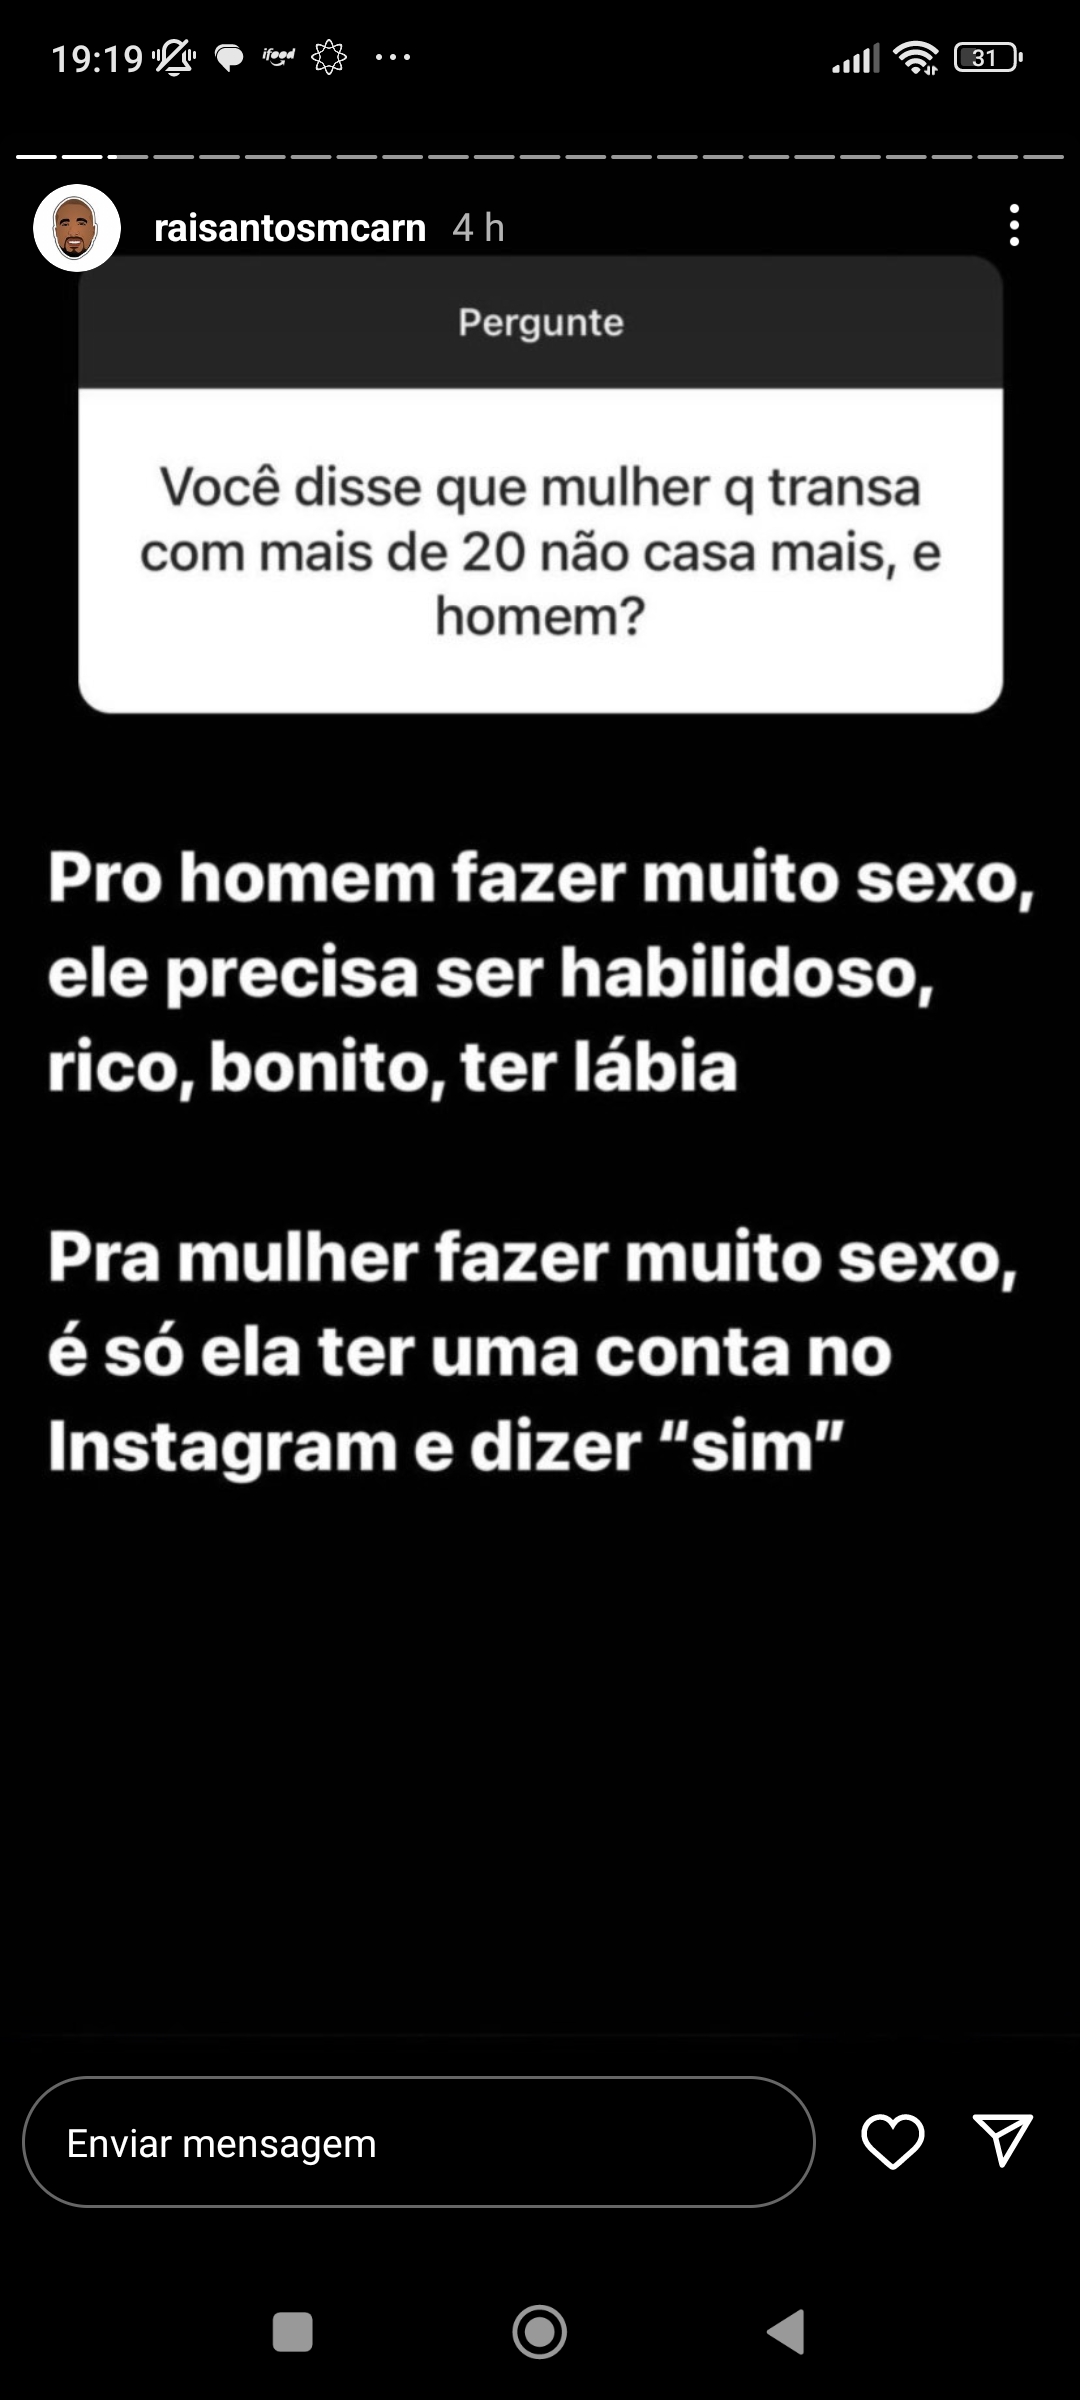 19:19
ifood
31
raisantosmcarn 4 h
Pergunte
Você disse que mulher q transa
com mais de 20 não casa mais, e
homem?
Pro homem fazer muito sexo,
ele precisa ser habilidoso,
rico, bonito, ter lábia
Pra mulher fazer muito sexo,
é só ela ter uma conta no
Instagram e dizer “sim”
Enviar mensagem